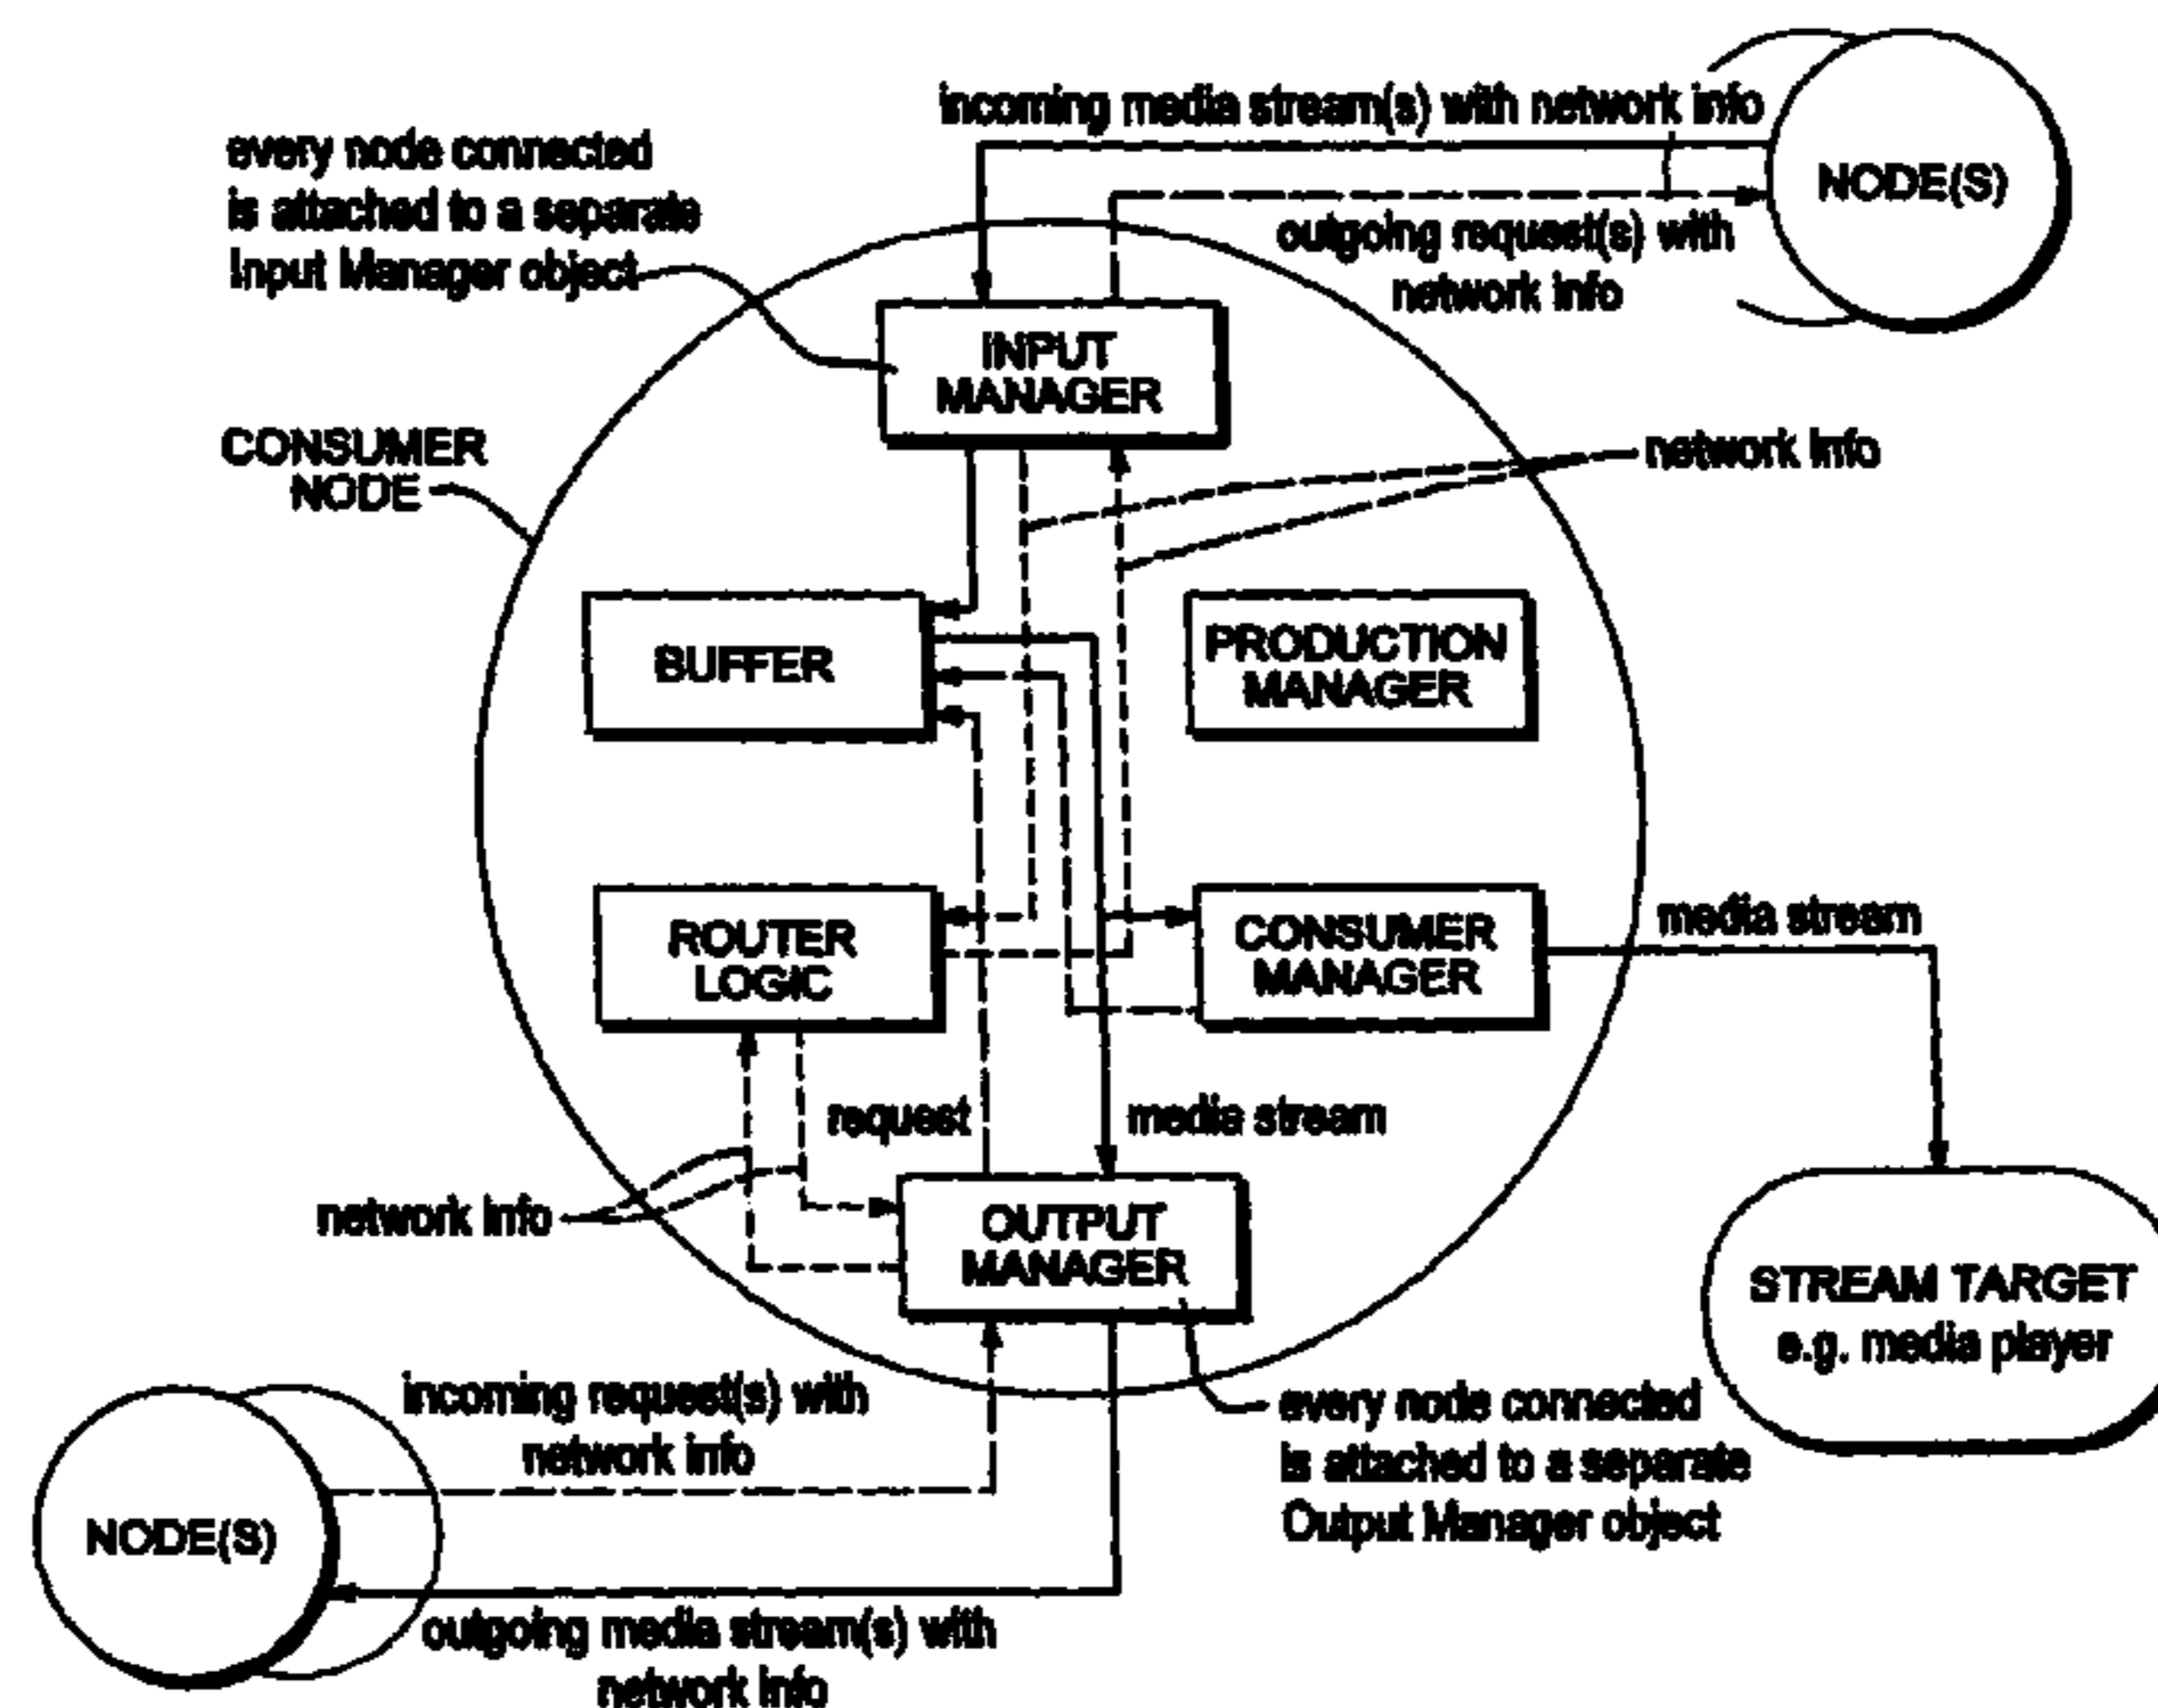 incoming media stream(s) with network info
every node connected
is attached to a separate
Input Manager object
NODE(S)
outgoing request(s) with
network info
INPUT
MANAGER
CONSUMER
NODE
network info
BUFFER
PRODUCTION
MANAGER
ROUTER
LOGIC
CONSUMER
MANAGER
media stream
request
media stream
network info
OUTPUT
MANAGER
STREAM TARGET
e.g. media player
incoming request(s) with
network info
every node connected
is attached to a separate
Output Manager object
NODE(S)
outgoing media stream(s) with
network info